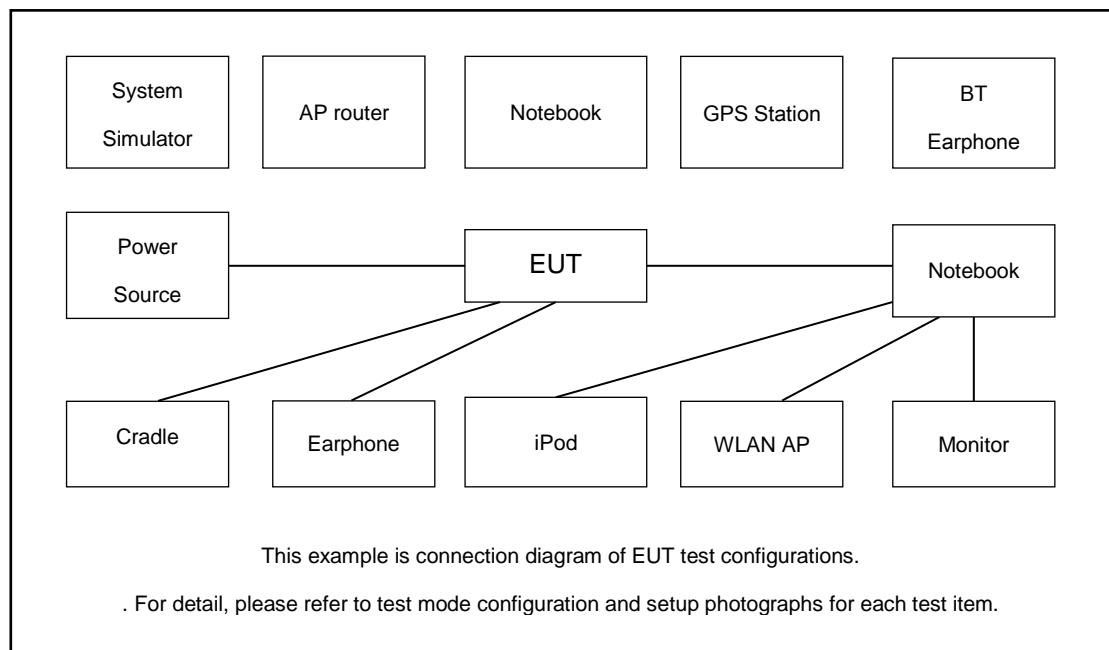 System
Simulator
AP router
Notebook
GPS Station
BT
Earphone
Power
Source
EUT
Notebook
Cradle
Earphone
iPod
WLAN AP
Monitor
This example is connection diagram of EUT test configurations.
. For detail, please refer to test mode configuration and setup photographs for each test item.